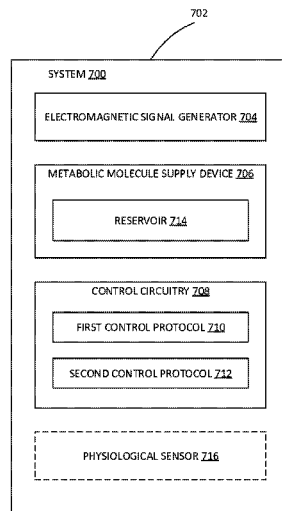 702
SYSTEM 700
ELECTROMAGNETIC SIGNAL GENERATOR 704
METABOLIC MOLECULE SUPPLY DEVICE 706
RESERVOIR 714
CONTROL CIRCUITRY 708
FIRST CONTROL PROTOCOL 710
SECOND CONTROL PROTOCOL 712
PHYSIOLOGICAL SENSOR 716